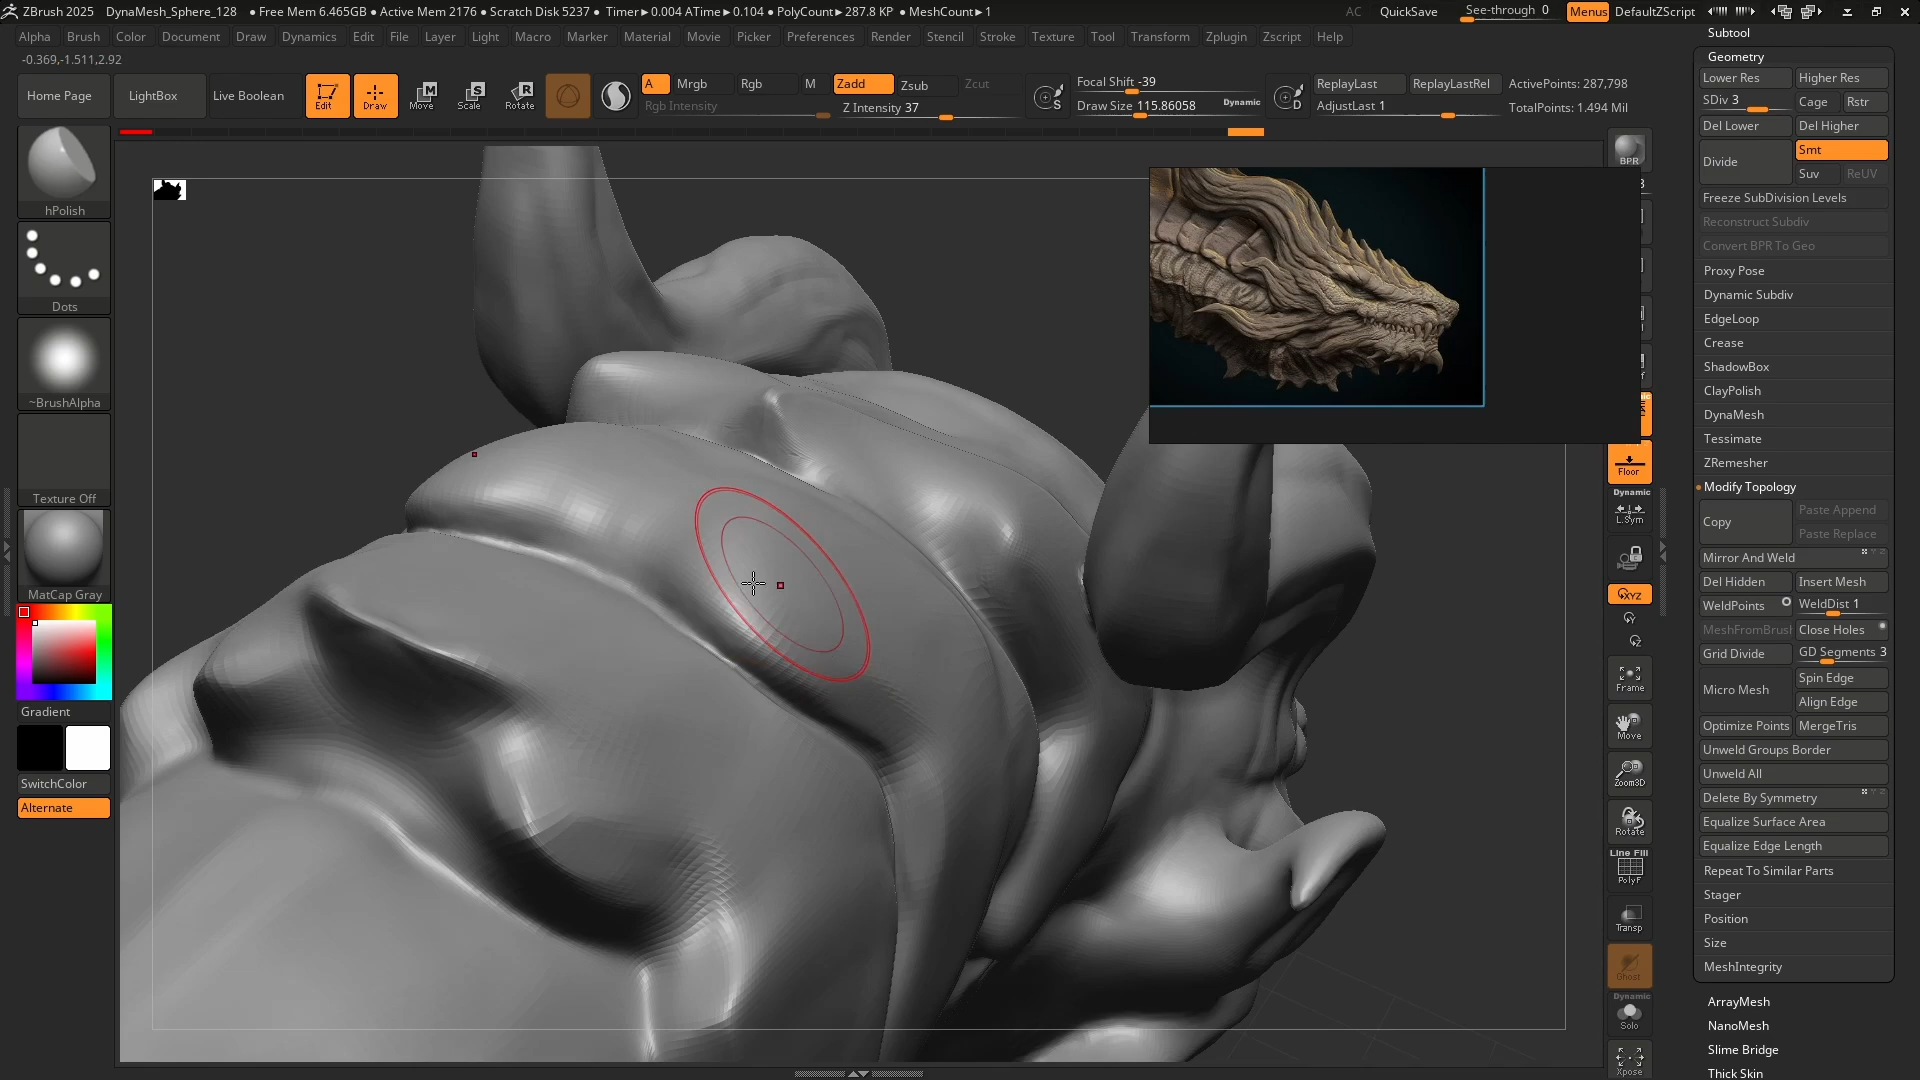 ZBrush 2025 DynaMesh_Sphere_128 ● Free Mem 6.465GB ● Active Mem 2176 ● Scratch Disk 5237 ● Timer►0.004 ATime►0.104 ● PolyCount►287.8 KP ● MeshCount►1 AC QuickSave See-through 0 Menus DefaultZScript
Alpha Brush Color Document Draw Dynamics Edit File Layer Light Macro Marker Material Movie Picker Preferences Render Stencil Stroke Texture Tool Transform Zplugin Zscript Help
-0.369,-1.511,2.92
Home Page LightBox Live Boolean Edit Draw Move Scale Rotate
M S R
A Mrgb Rgb M Zadd Zsub Zcut
Rgb Intensity Z Intensity 37
S Focal Shift -39
Draw Size 115.86058 Dynamic
D ReplayLast ReplayLastRel ActivePoints: 287,798
AdjustLast 1 TotalPoints: 1.494 Mil
hPolish
Dots
~BrushAlpha
Texture Off
MatCap Gray
Gradient
SwitchColor
Alternate
BPR
Floor
Dynamic
L.Sym
XYZ
Y
Z
Frame
Move
Zoom3D
Rotate
Line Fill
PolyF
Transp
Ghost
Dynamic
Solo
Xpose
Subtool
Geometry
Lower Res Higher Res
SDiv 3 Cage Rstr
Del Lower Del Higher
Divide Smt
Suv ReUV
Freeze SubDivision Levels
Reconstruct Subdiv
Convert BPR To Geo
Proxy Pose
Dynamic Subdiv
EdgeLoop
Crease
ShadowBox
ClayPolish
DynaMesh
Tessimate
ZRemesher
Modify Topology
Copy Paste Append
Paste Replace
Mirror And Weld
Del Hidden Insert Mesh
WeldPoints WeldDist 1
MeshFromBrush Close Holes
Grid Divide GD Segments 3
Micro Mesh Spin Edge
Align Edge
Optimize Points MergeTris
Unweld Groups Border
Unweld All
Delete By Symmetry
Equalize Surface Area
Equalize Edge Length
Repeat To Similar Parts
Stager
Position
Size
MeshIntegrity
ArrayMesh
NanoMesh
Slime Bridge
Thick Skin